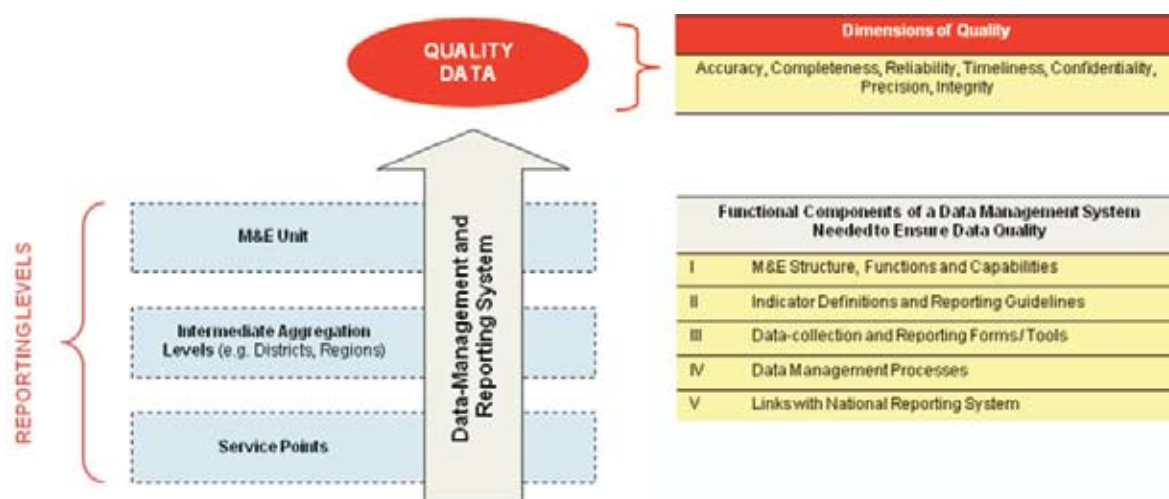 QUALITY
DATA
Dimensions of Quality
Accuracy, Completeness, Reliability, Timeliness, Confidentiality,
Precision, Integrity
REPORTING LEVELS
M&E Unit
Intermediate Aggregation
Levels (e.g. Districts, Regions)
Service Points
Data-Management and
Reporting System
Functional Components of a Data Management System
Needed to Ensure Data Quality
I M&E Structure, Functions and Capabilities
II Indicator Definitions and Reporting Guidelines
III Data-collection and Reporting Forms/Tools
IV Data Management Processes
V Links with National Reporting System